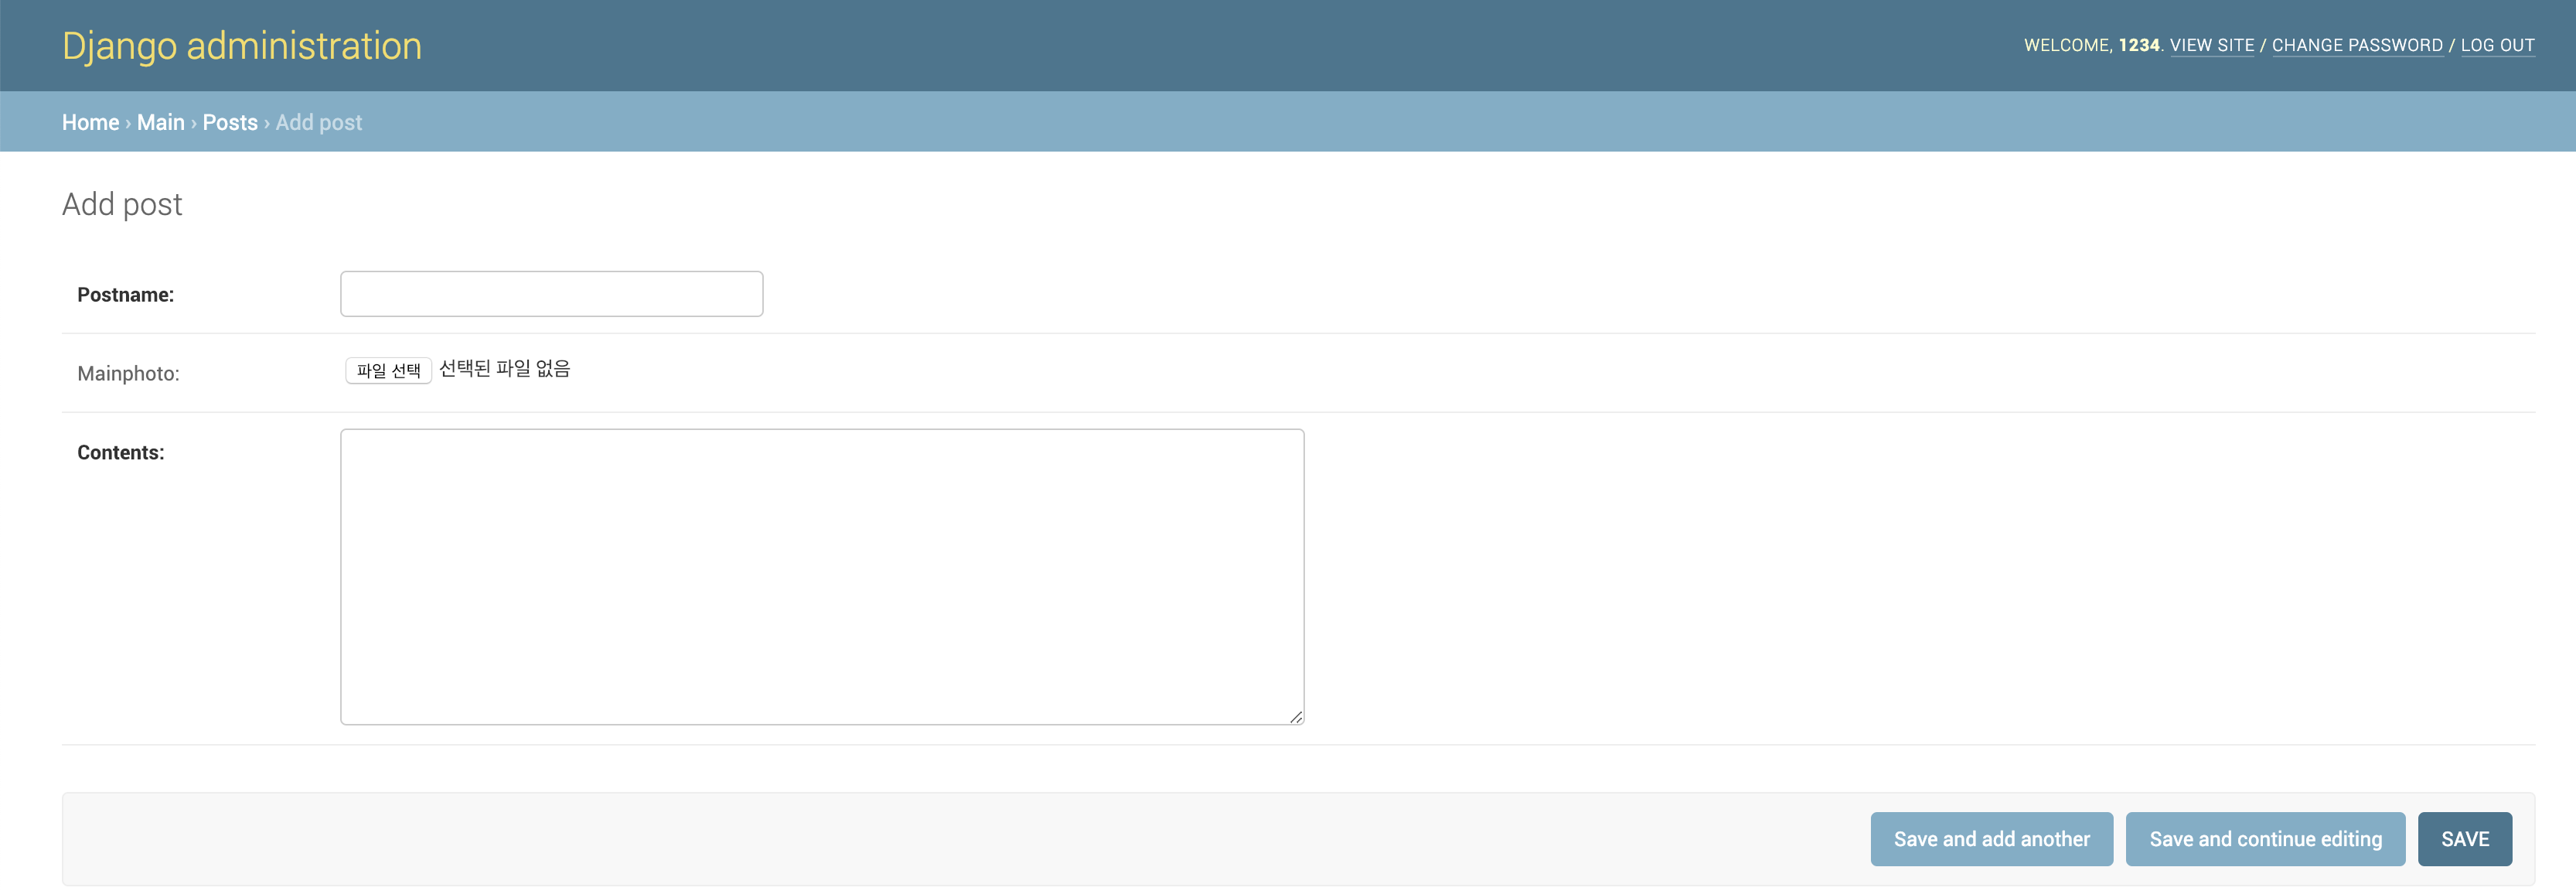 Django administration
WELCOME, 1234. VIEW SITE / CHANGE PASSWORD / LOG OUT
Home › Main › Posts › Add post
Add post
Postname:
Mainphoto: 파일 선택 선택된 파일 없음
Contents:
Save and add another Save and continue editing SAVE